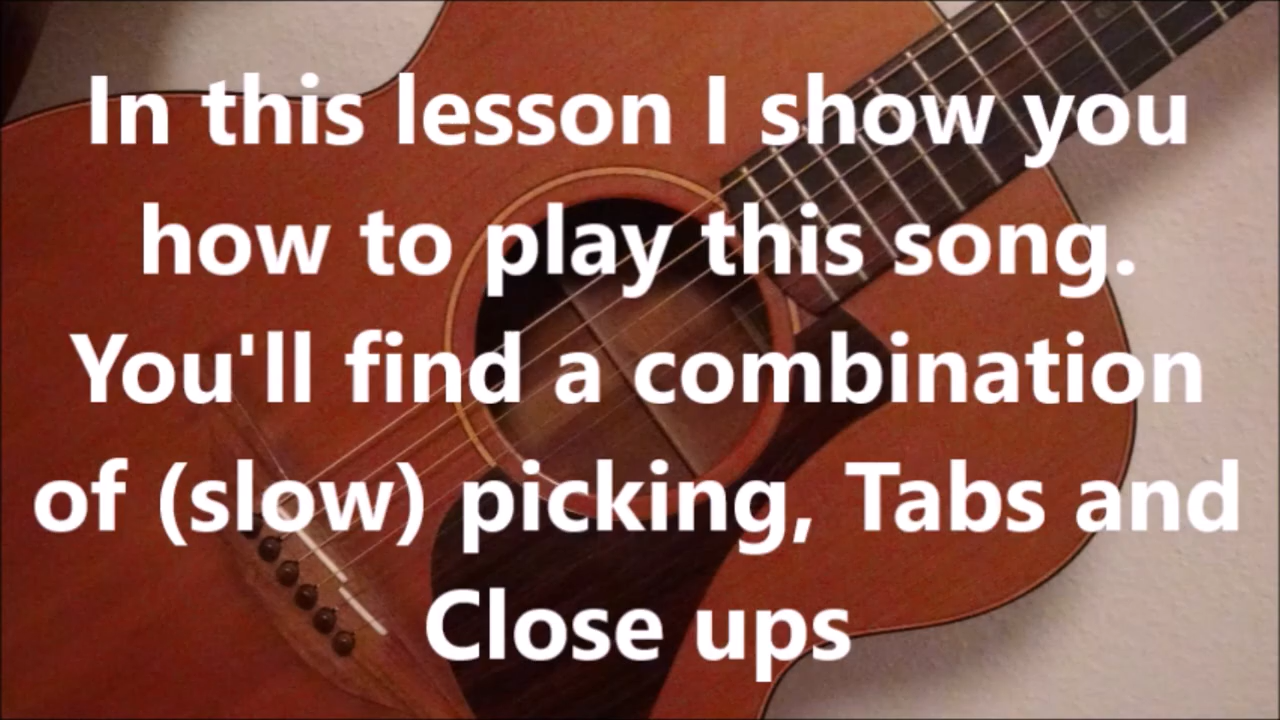 In this lesson I show you
how to play this song.
You'll find a combination
of (slow) picking, Tabs and
Close ups